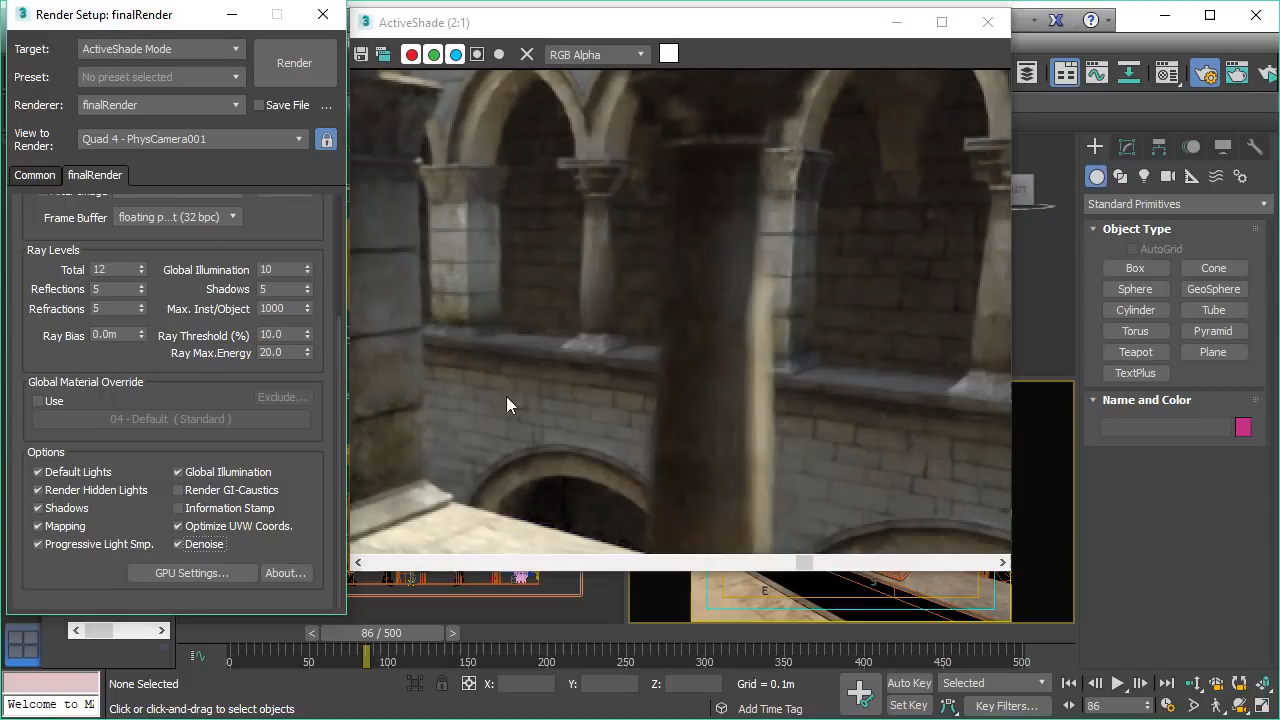 Render Setup: finalRender
ActiveShade (2:1)
Target: ActiveShade Mode
Render
Preset: No preset selected
Renderer: finalRender
Save File ...
View to
Render: Quad 4 - PhysCamera001
Common finalRender
RGB Alpha
Frame Buffer floating p...t (32 bpc)
Ray Levels
Total 12 Global Illumination 10
Reflections 5 Shadows 5
Refractions 5 Max. Inst/Object 1000
Ray Bias 0.0m Ray Threshold (%) 10.0
Ray Max.Energy 20.0
Global Material Override
Use Exclude...
04 - Default ( Standard )
Options
Default Lights Global Illumination
Render Hidden Lights Render GI-Caustics
Shadows Information Stamp
Mapping Optimize UVW Coords.
Progressive Light Smp. Denoise
GPU Settings... About...
Standard Primitives
Object Type
AutoGrid
Box Cone
Sphere GeoSphere
Cylinder Tube
Torus Pyramid
Teapot Plane
TextPlus
Name and Color
E
86 / 500
0 50 100 150 200 250 300 350 400 450 500
None Selected
X: Y: Z:
Grid = 0.1m
Auto Key Selected
Welcome to M
Click or click-and-drag to select objects
Add Time Tag
Set Key Key Filters...
86